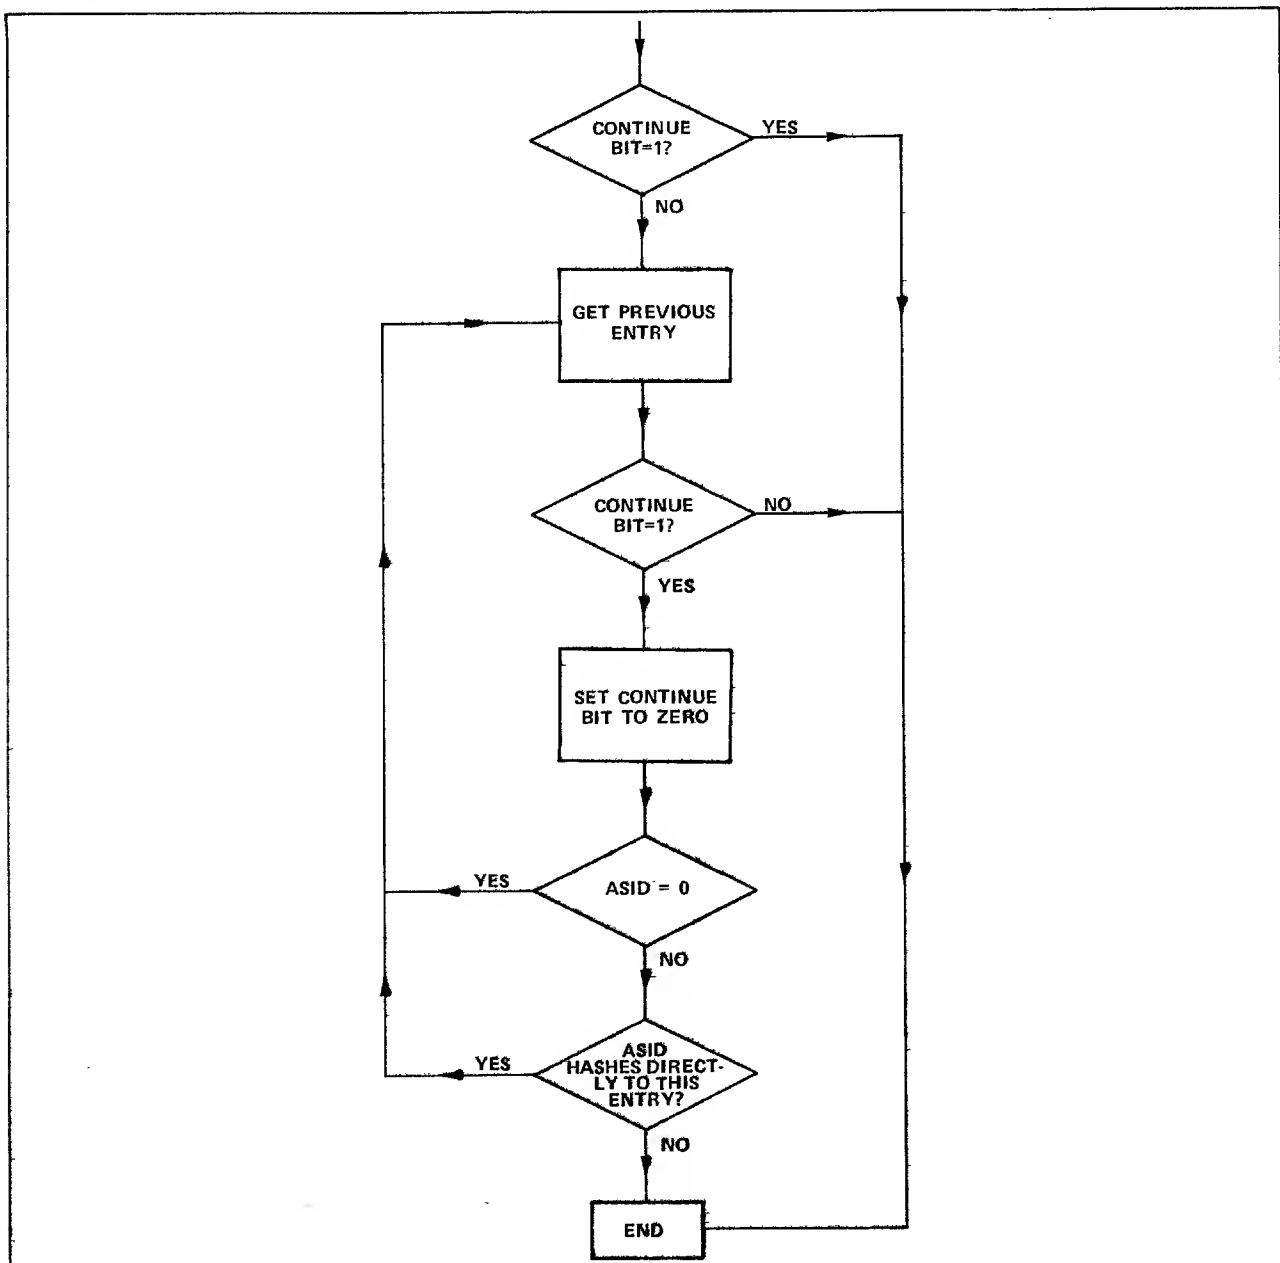 CONTINUE
BIT=1?
YES
NO
GET PREVIOUS
ENTRY
CONTINUE
BIT=1?
NO
YES
SET CONTINUE
BIT TO ZERO
YES
ASID = 0
NO
YES
ASID
HASHES DIRECT-
LY TO THIS
ENTRY?
NO
END